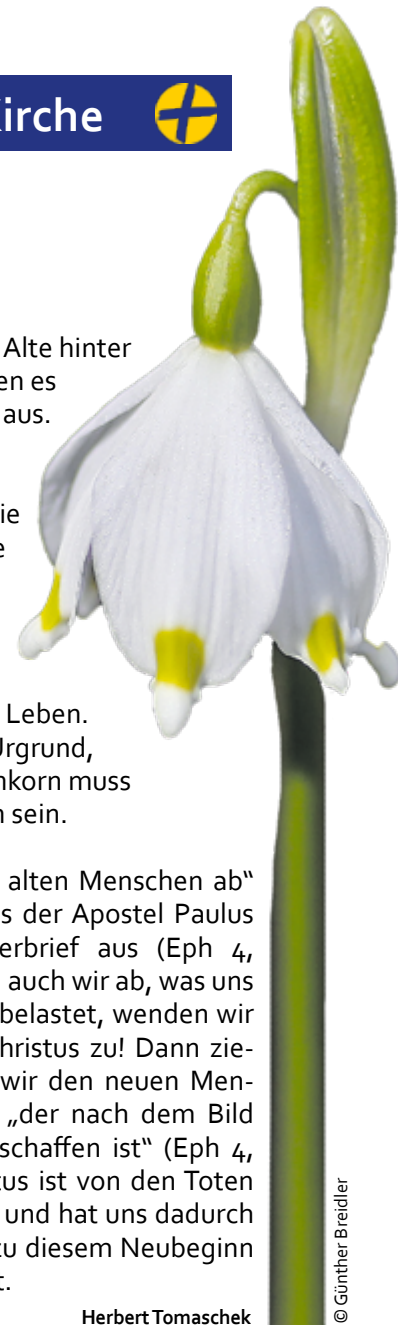 irche
Alte hinter
en es
aus.
ie
e
Leben.
Urgrund,
nkorn muss
n sein.
alten Menschen ab“
s der Apostel Paulus
erbrief aus (Eph 4,
auch wir ab, was uns
belastet, wenden wir
hristus zu! Dann zie-
wir den neuen Men-
„der nach dem Bild
schaffen ist“ (Eph 4,
tus ist von den Toten
und hat uns dadurch
zu diesem Neubeginn
t.
Herbert Tomaschek
© Günther Breidler